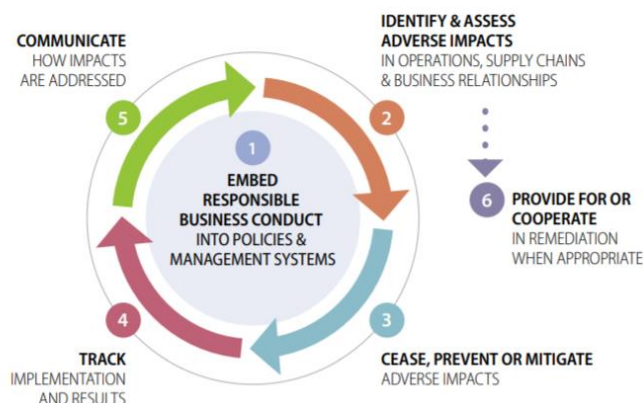 1
EMBED
RESPONSIBLE
BUSINESS CONDUCT
INTO POLICIES &
MANAGEMENT SYSTEMS
2
IDENTIFY & ASSESS
ADVERSE IMPACTS
IN OPERATIONS, SUPPLY CHAINS
& BUSINESS RELATIONSHIPS
3
CEASE, PREVENT OR MITIGATE
ADVERSE IMPACTS
4
TRACK
IMPLEMENTATION
AND RESULTS
5
COMMUNICATE
HOW IMPACTS
ARE ADDRESSED
6
PROVIDE FOR OR
COOPERATE
IN REMEDIATION
WHEN APPROPRIATE